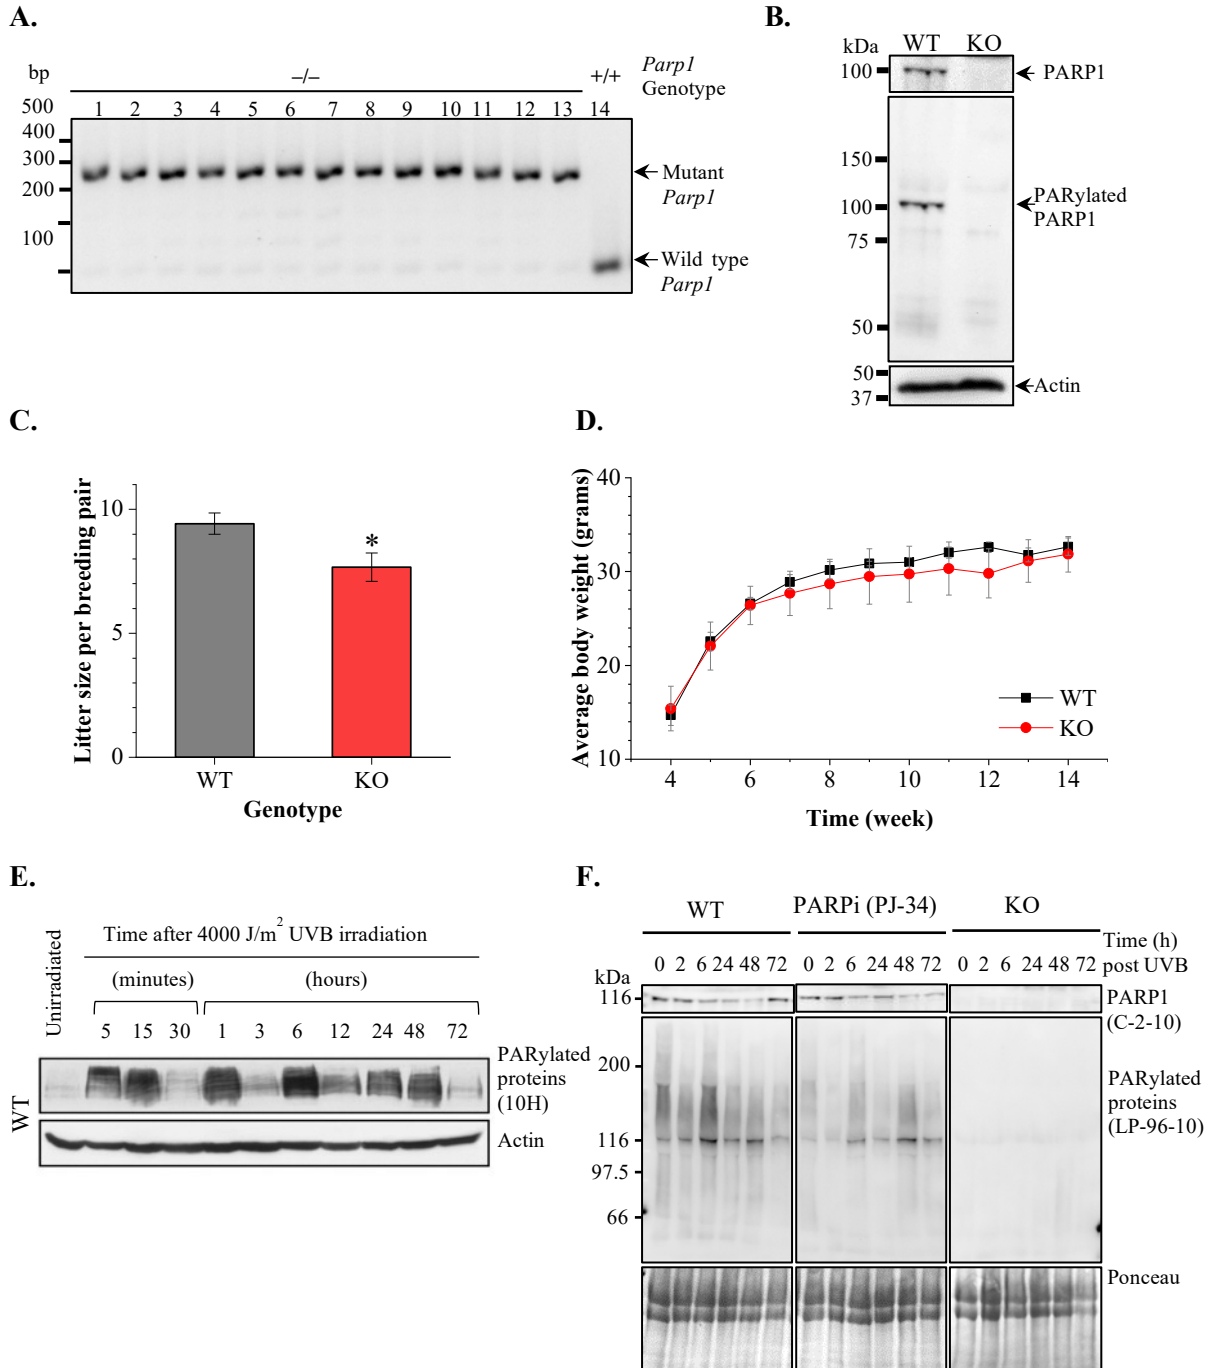 A.
bp
–/–
+/+
Parp1
Genotype
1 2 3 4 5 6 7 8 9 10 11 12 13 14
500
400
300
200
100
Mutant
Parp1
Wild type
Parp1
B.
kDa
WT KO
100
PARP1
150
100
75
50
PARylated
PARP1
50
37
Actin
C.
Litter size per breeding pair
10
5
0
*
WT KO
Genotype
D.
Average body weight (grams)
40
30
20
10
WT
KO
4 6 8 10 12 14
Time (week)
E.
Unirradiated
Time after 4000 J/m2 UVB irradiation
(minutes) (hours)
5 15 30 1 3 6 12 24 48 72
WT
PARylated
proteins
(10H)
Actin
F.
WT PARPi (PJ-34) KO
Time (h)
post UVB
0 2 6 24 48 72 0 2 6 24 48 72 0 2 6 24 48 72
kDa
116
PARP1
(C-2-10)
200
116
97.5
66
PARylated
proteins
(LP-96-10)
Ponceau